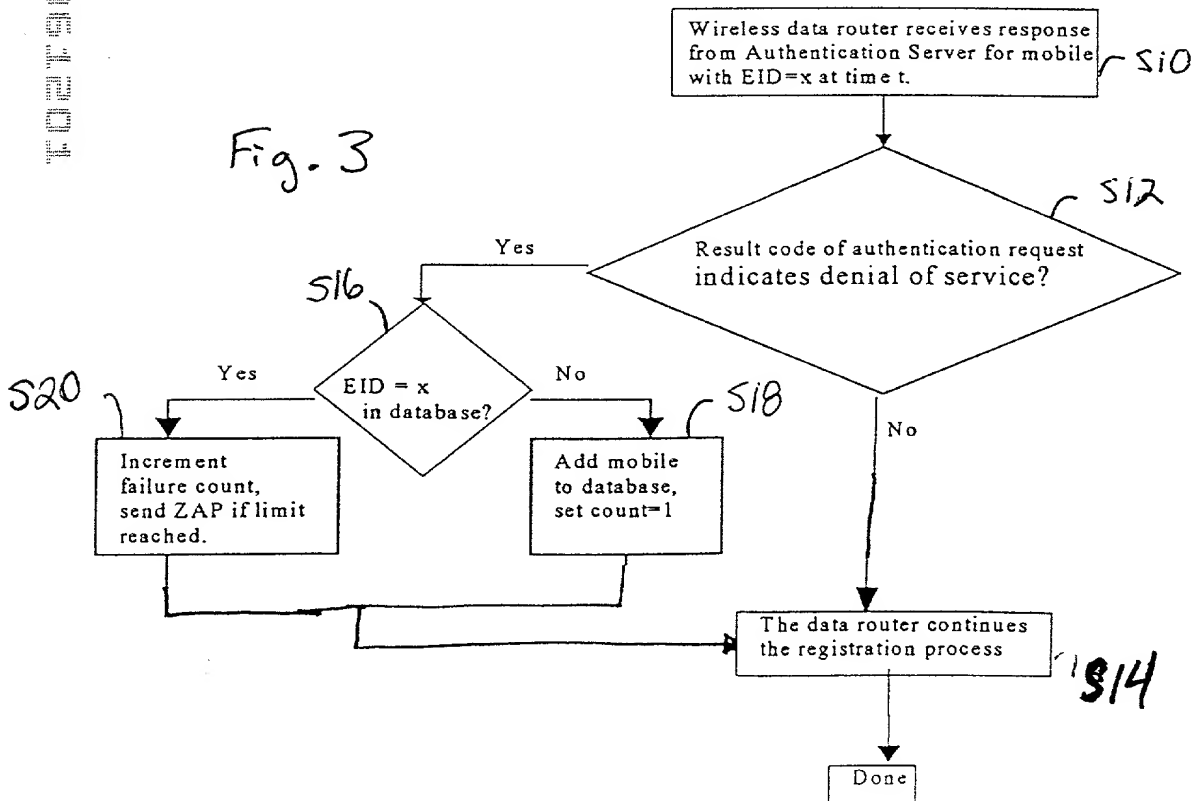 Wireless data router receives response
from Authentication Server for mobile
with EID=x at time t.
S10
Fig. 3
S12
Result code of authentication request
indicates denial of service?
Yes
S16
EID = x
in database?
Yes
No
S20
S18
No
Increment
failure count,
send ZAP if limit
reached.
Add mobile
to database,
set count=1
The data router continues
the registration process
S14
Done